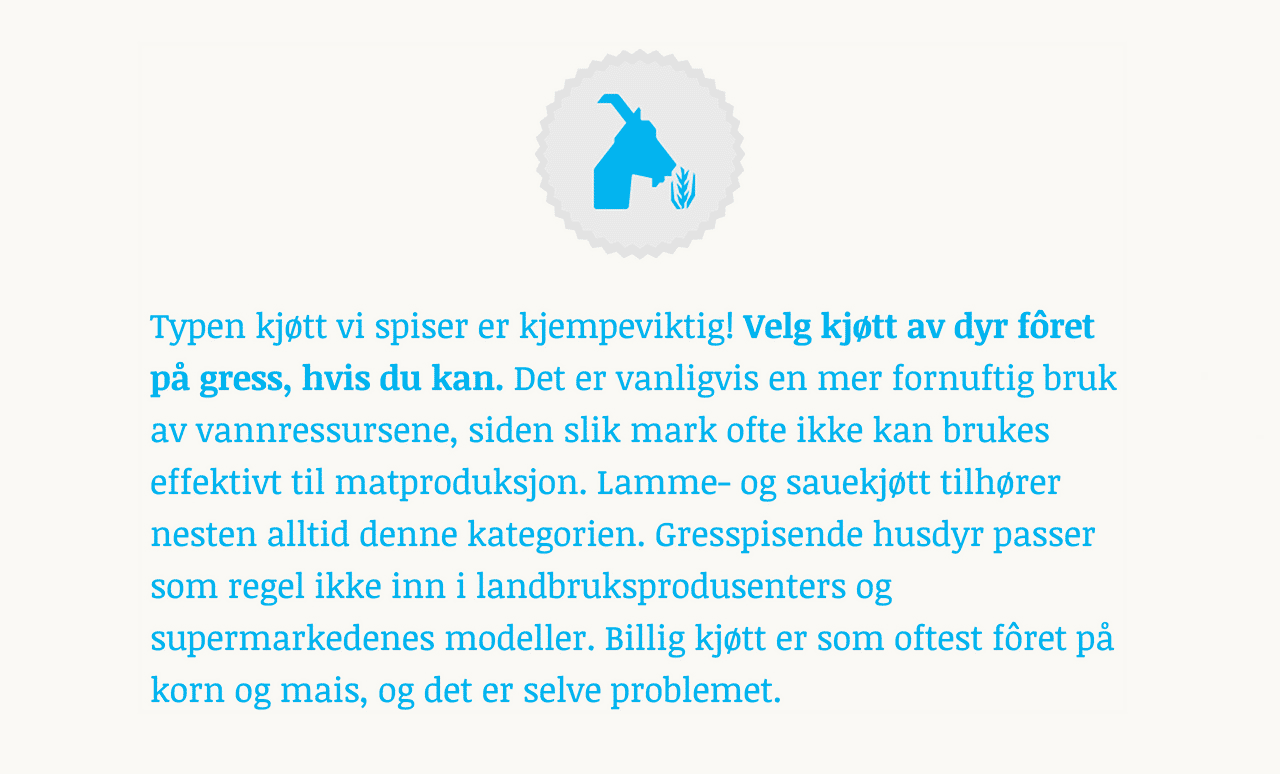 Typen kjøtt vi spiser er kjempeviktig! Velg kjøtt av dyr fôret
på gress, hvis du kan. Det er vanligvis en mer fornuftig bruk
av vannressursene, siden slik mark ofte ikke kan brukes
effektivt til matproduksjon. Lamme- og sauekjøtt tilhører
nesten alltid denne kategorien. Gresspisende husdyr passer
som regel ikke inn i landbruksprodusenters og
supermarkedenes modeller. Billig kjøtt er som oftest fôret på
korn og mais, og det er selve problemet.